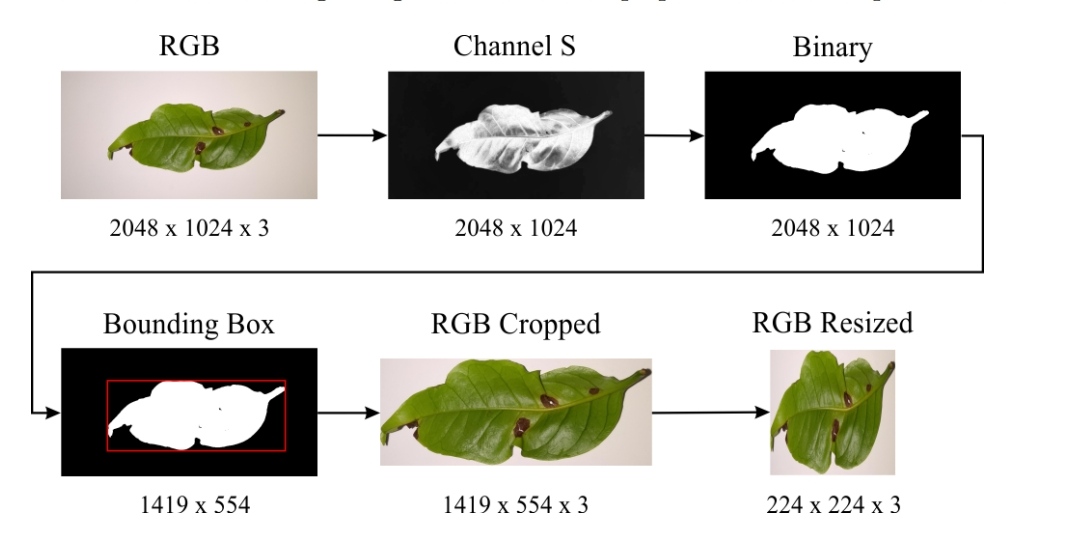 RGB
Channel S
Binary
2048 x 1024 x 3
2048 x 1024
2048 x 1024
Bounding Box
RGB Cropped
RGB Resized
1419 x 554
1419 x 554 x 3
224 x 224 x 3